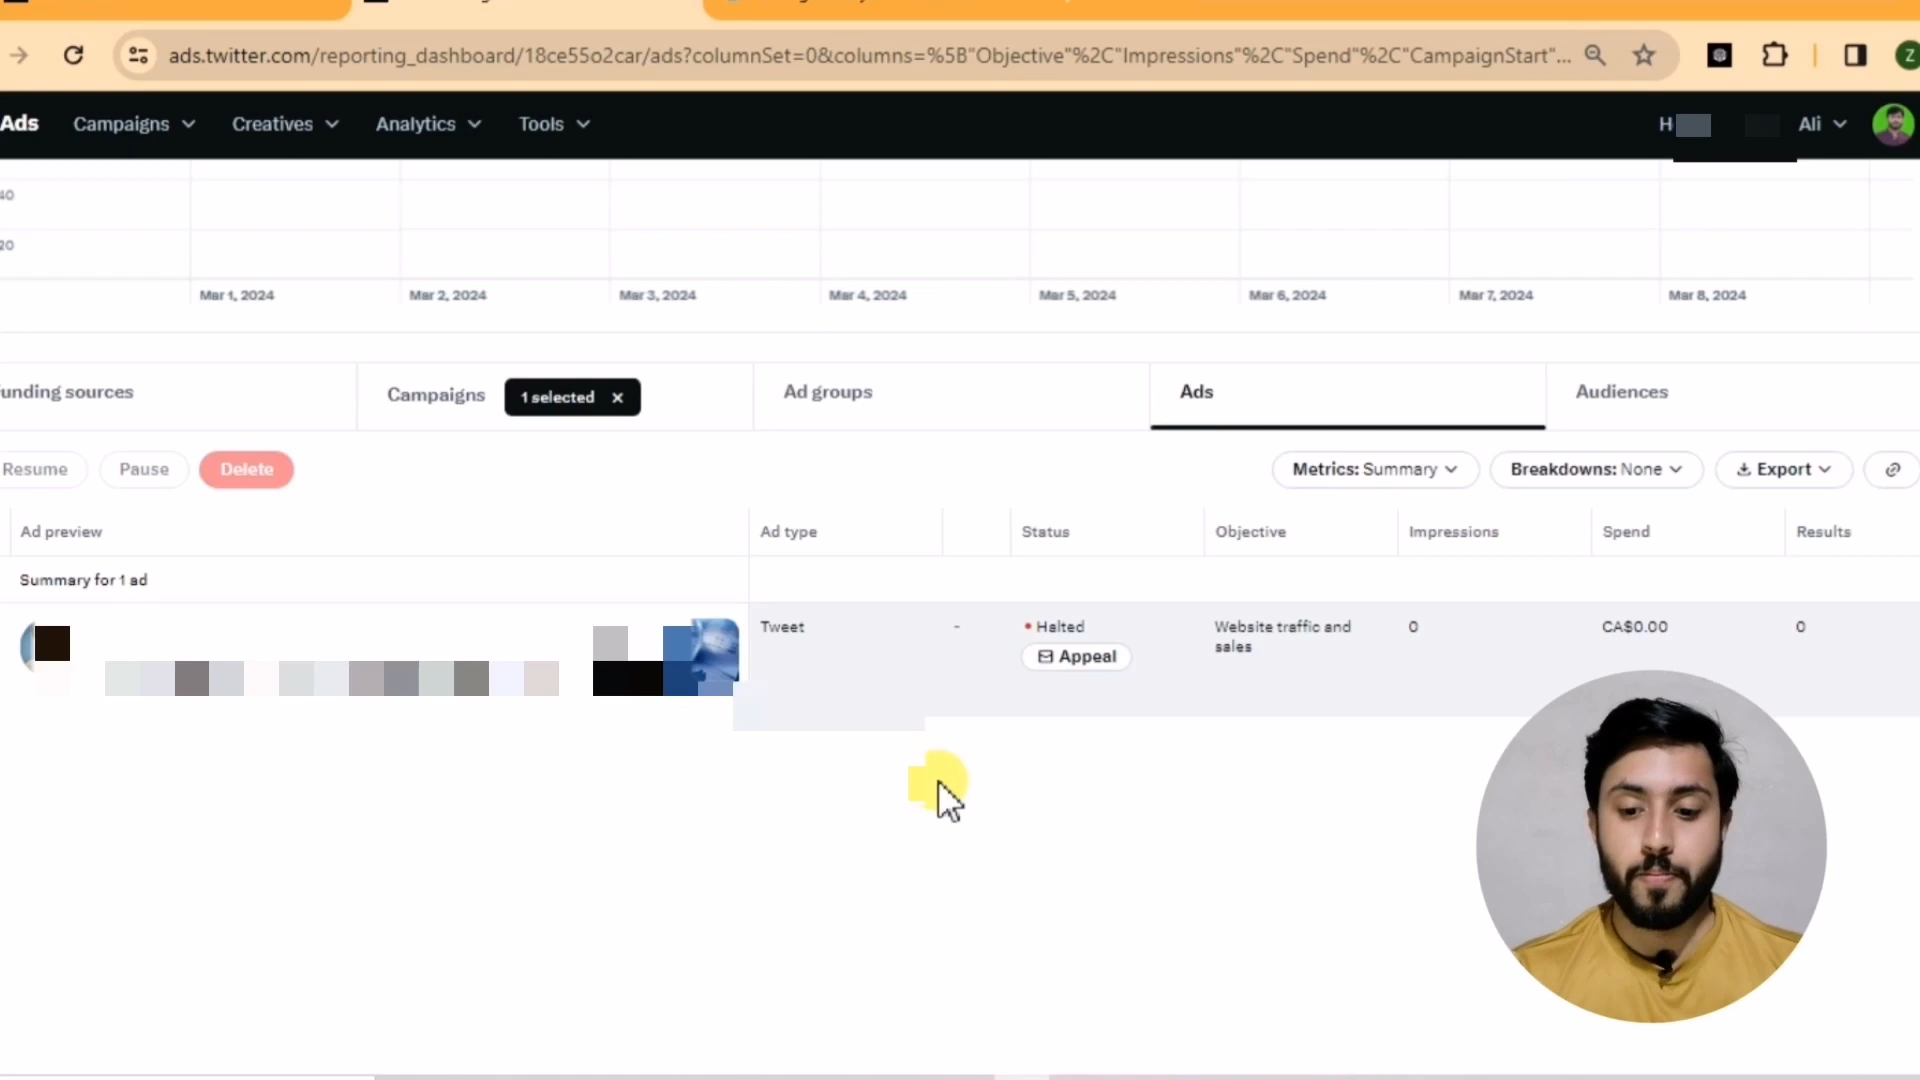 ads.twitter.com/reporting_dashboard/18ce55o2car/ads?columnSet=0&columns=%5B"Objective"%2C"Impressions"%2C"Spend"%2C"CampaignStart"...
Z
Ads Campaigns Creatives Analytics Tools H Ali
40
20
Mar 1, 2024 Mar 2, 2024 Mar 3, 2024 Mar 4, 2024 Mar 5, 2024 Mar 6, 2024 Mar 7, 2024 Mar 8, 2024
unding sources Campaigns 1 selected × Ad groups Ads Audiences
Resume Pause Delete Metrics: Summary Breakdowns: None Export
Ad preview Ad type Status Objective Impressions Spend Results
Summary for 1 ad
Tweet - Halted Website traffic and 0 CA$0.00 0
sales
Appeal